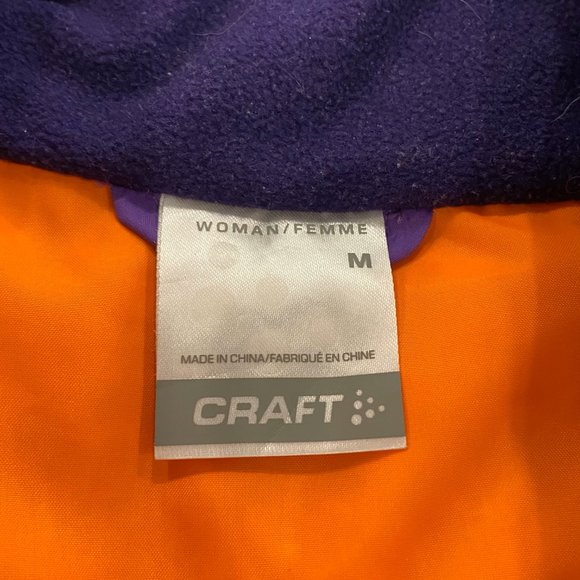 WOMAN/FEMME
M
MADE IN CHINA/FABRIQUÉ EN CHINE
CRAFT